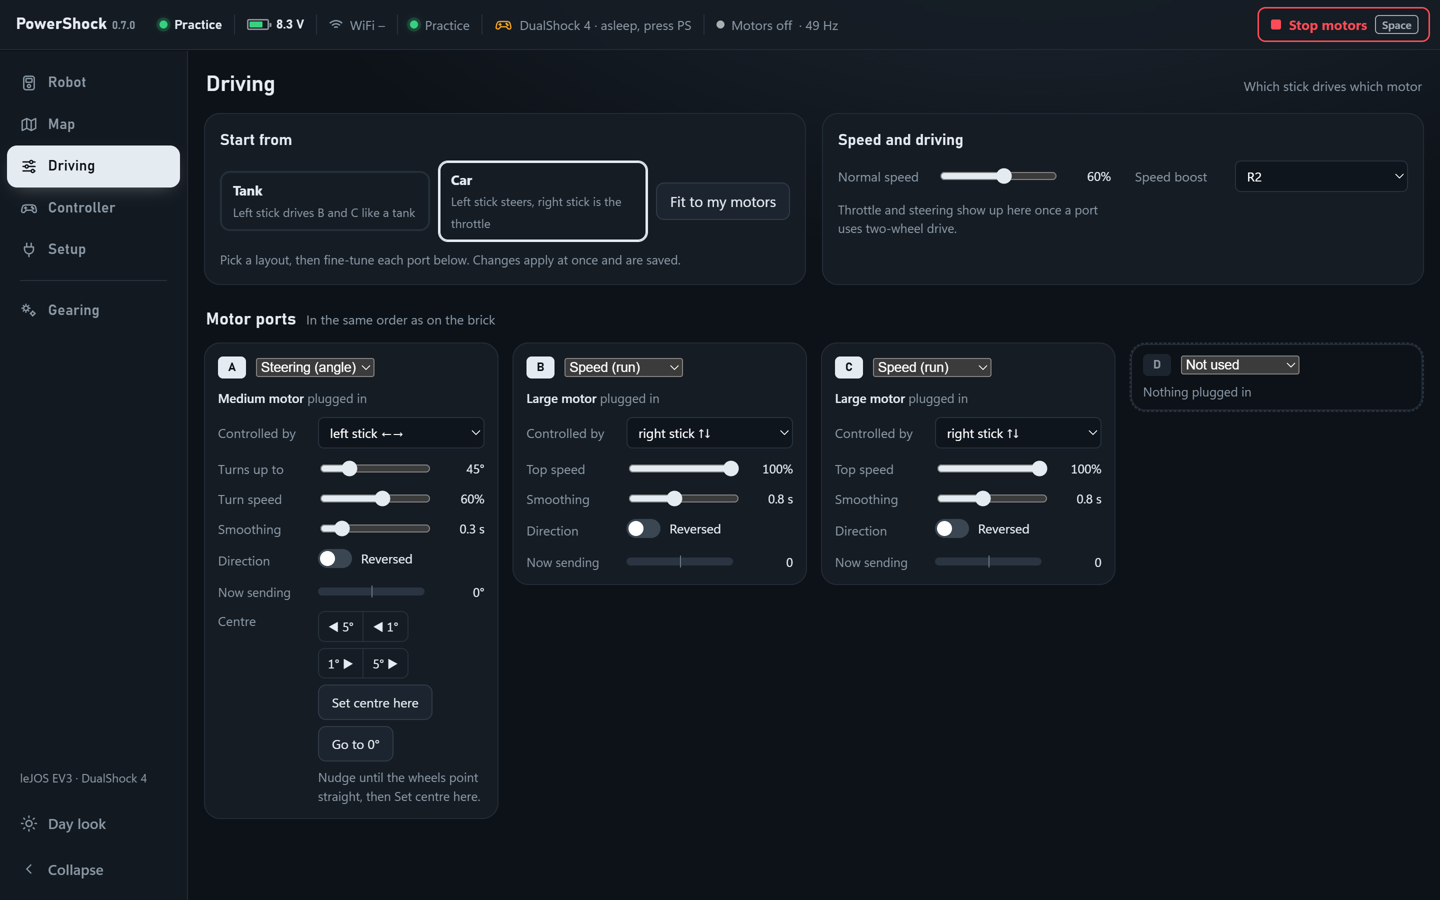 PowerShock 0.7.0 Practice 8.3 V WiFi – Practice DualShock 4 · asleep, press PS Motors off · 49 Hz Stop motors Space
Robot
Map
Driving
Controller
Setup
Gearing
leJOS EV3 · DualShock 4
Day look
Collapse
Driving
Which stick drives which motor
Start from
Tank
Left stick drives B and C like a tank
Car
Left stick steers, right stick is the
throttle
Fit to my motors
Pick a layout, then fine-tune each port below. Changes apply at once and are saved.
Speed and driving
Normal speed 60% Speed boost R2
Throttle and steering show up here once a port
uses two-wheel drive.
Motor ports In the same order as on the brick
A Steering (angle)
Medium motor plugged in
Controlled by left stick ←→
Turns up to 45°
Turn speed 60%
Smoothing 0.3 s
Direction Reversed
Now sending 0°
Centre ◀ 5° ◀ 1°
1° ▶ 5° ▶
Set centre here
Go to 0°
Nudge until the wheels point
straight, then Set centre here.
B Speed (run)
Large motor plugged in
Controlled by right stick ↑↓
Top speed 100%
Smoothing 0.8 s
Direction Reversed
Now sending 0
C Speed (run)
Large motor plugged in
Controlled by right stick ↑↓
Top speed 100%
Smoothing 0.8 s
Direction Reversed
Now sending 0
D Not used
Nothing plugged in